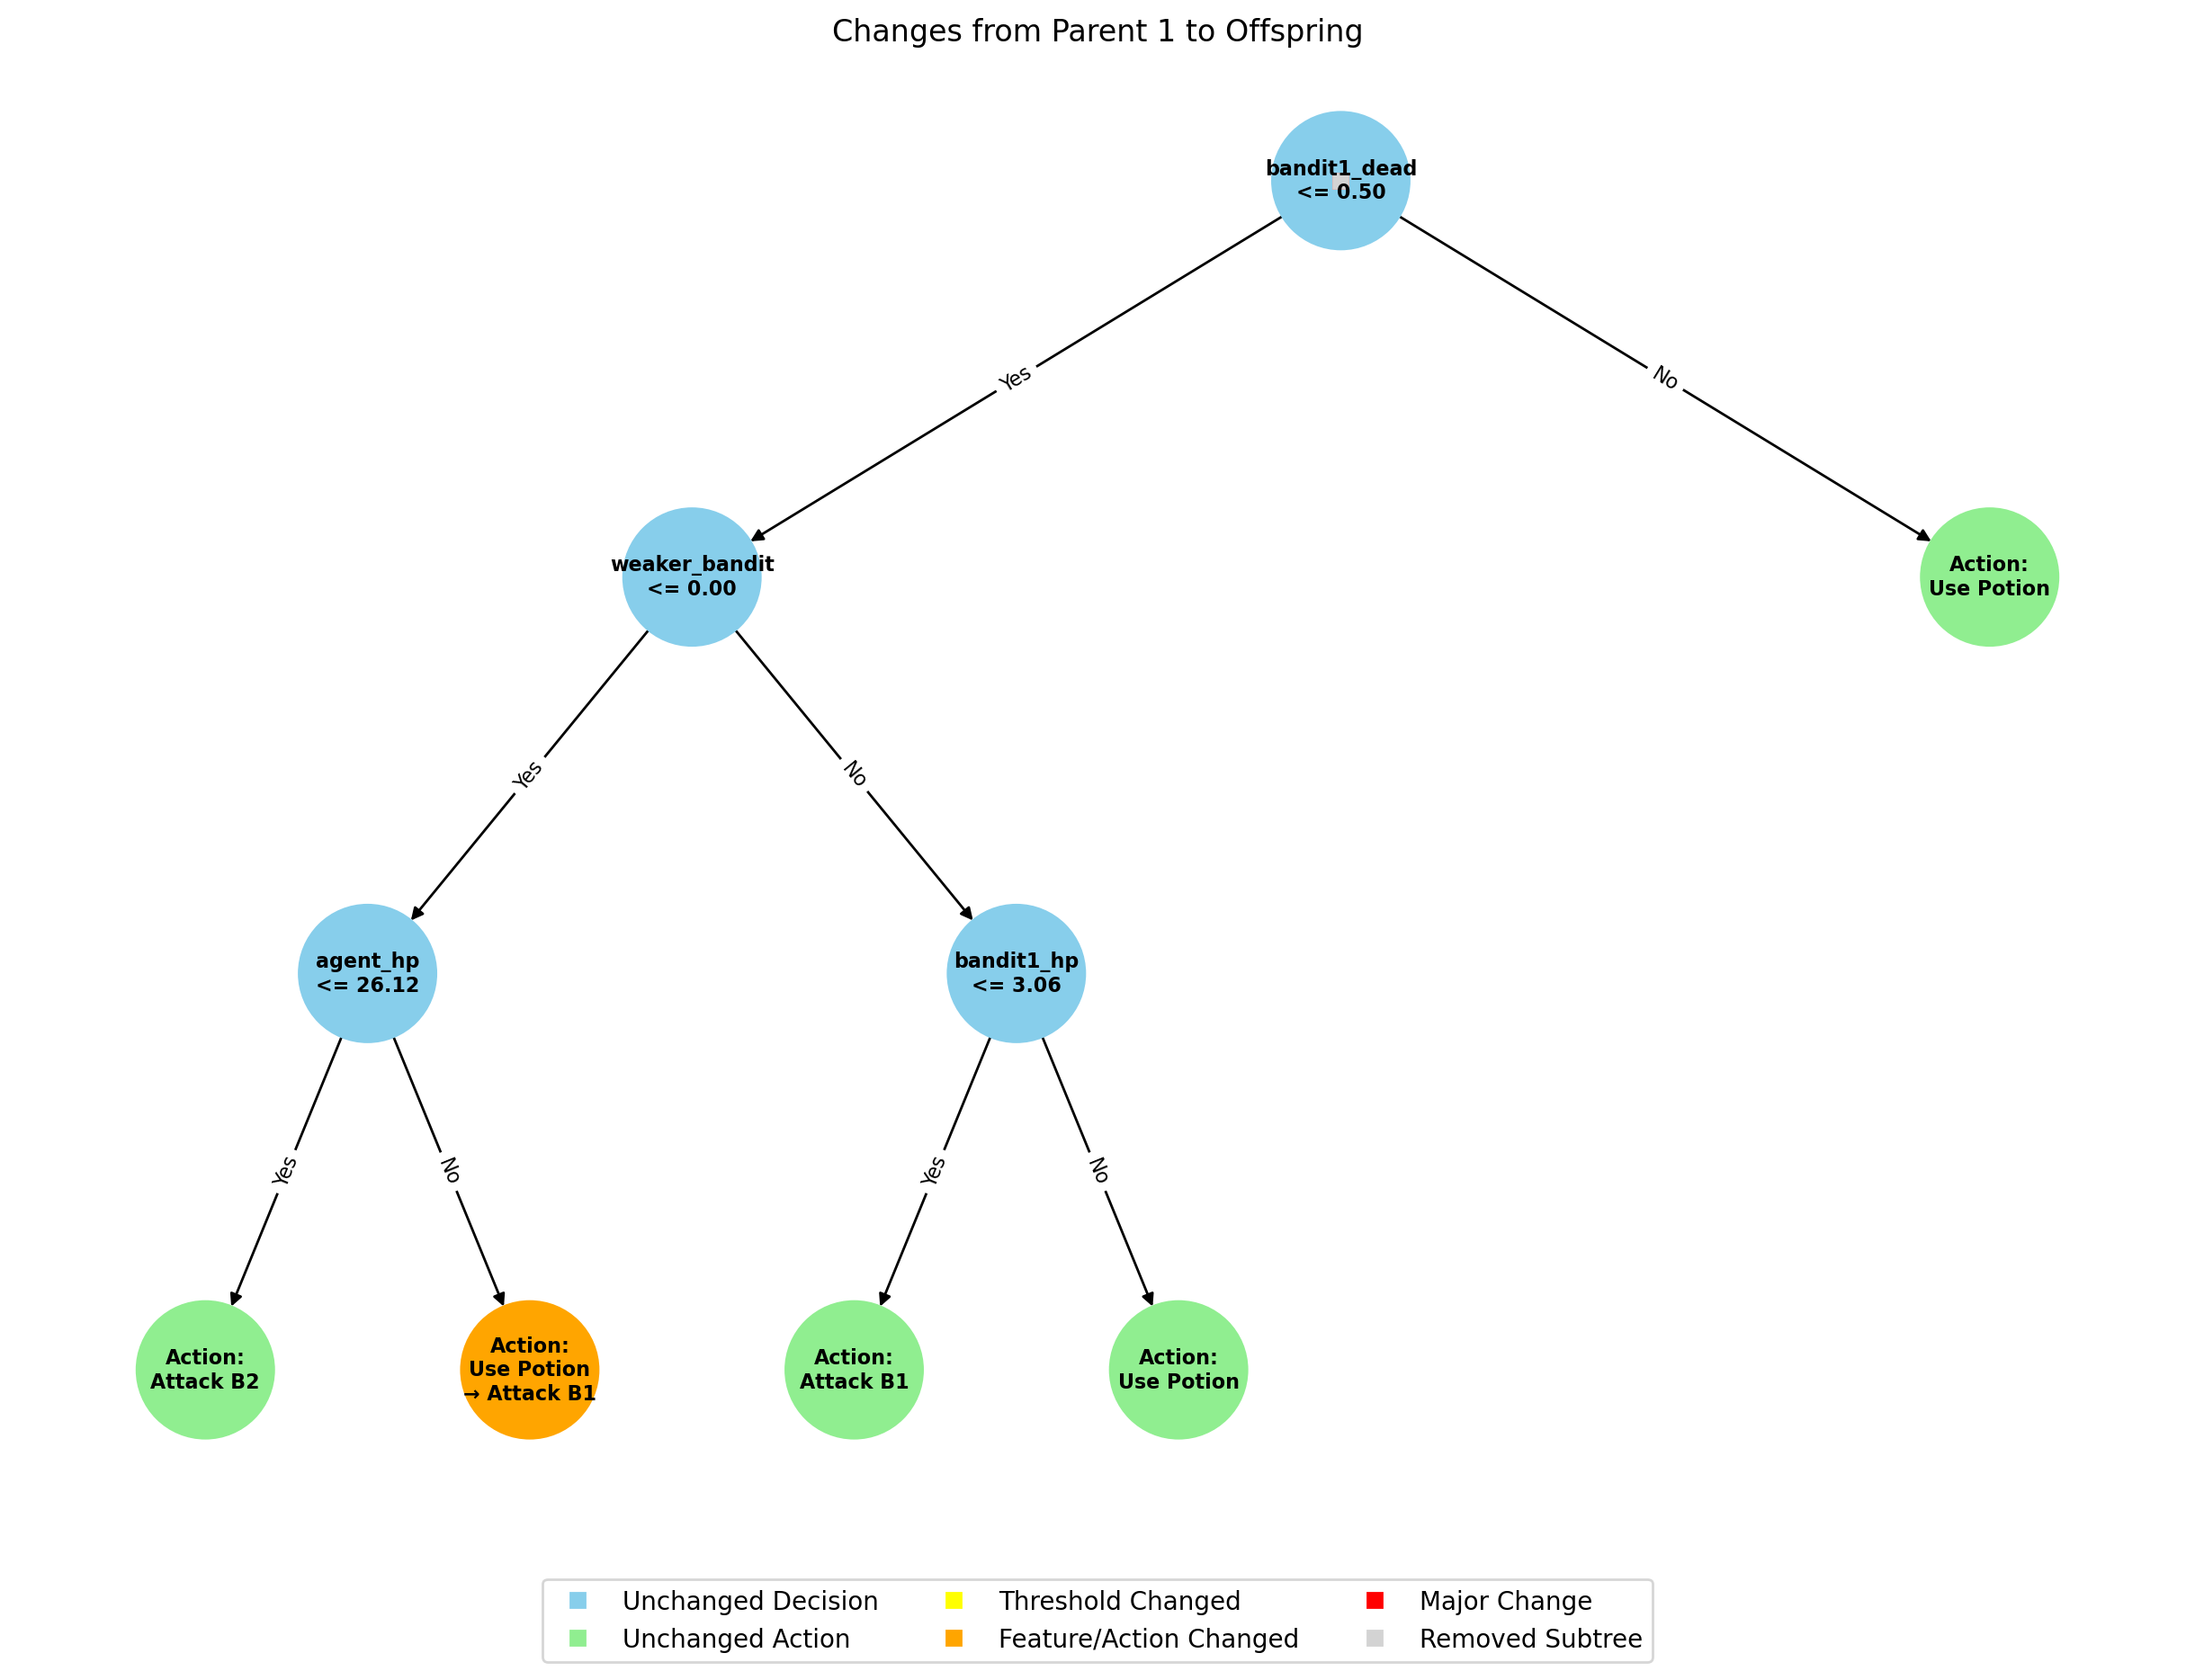 Changes from Parent 1 to Offspring
bandit1_dead
<= 0.50
Yes
No
weaker_bandit
<= 0.00
Action:
Use Potion
Yes
No
agent_hp
<= 26.12
bandit1_hp
<= 3.06
Yes
No
Yes
No
Action:
Attack B2
Action:
Use Potion
→ Attack B1
Action:
Attack B1
Action:
Use Potion
Unchanged Decision
Unchanged Action
Threshold Changed
Feature/Action Changed
Major Change
Removed Subtree